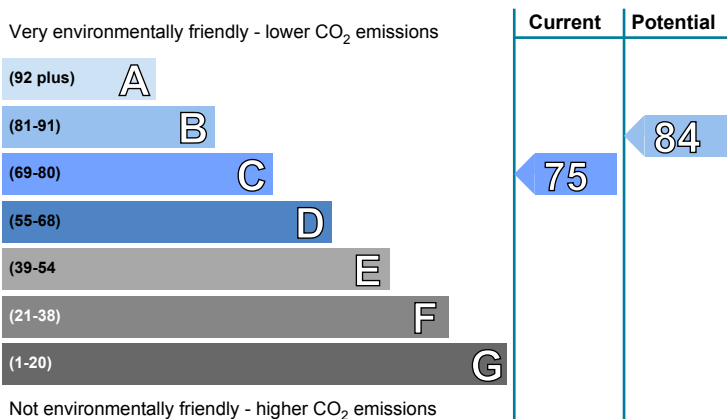 Very environmentally friendly - lower CO2 emissions
Current
Potential
(92 plus) A
(81-91) B
84
(69-80) C
75
(55-68) D
(39-54 E
(21-38) F
(1-20) G
Not environmentally friendly - higher CO2 emissions